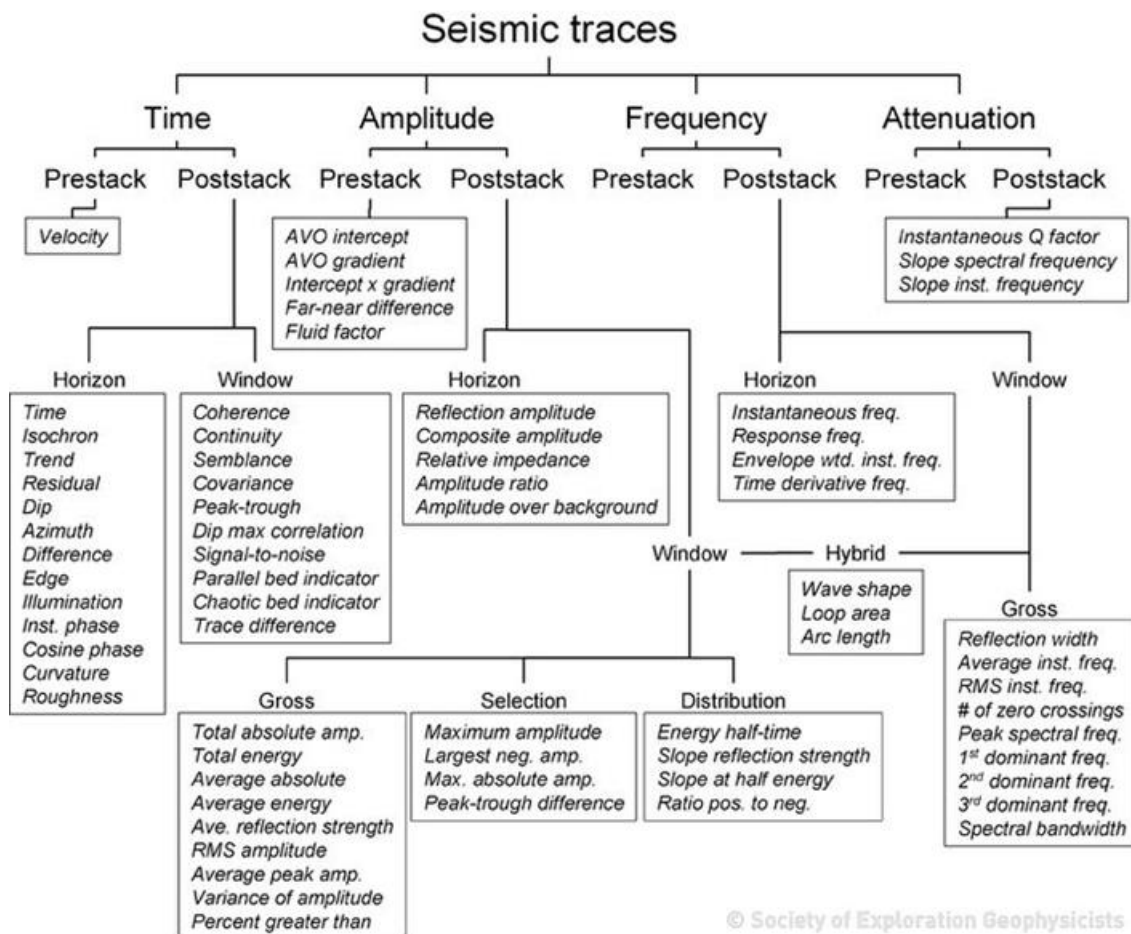 Seismic traces
Time Amplitude Frequency Attenuation
Prestack Poststack Prestack Poststack Prestack Poststack Prestack Poststack
Velocity
AVO intercept
AVO gradient
Intercept x gradient
Far-near difference
Fluid factor
Instantaneous Q factor
Slope spectral frequency
Slope inst. frequency
Horizon
Time
Isochron
Trend
Residual
Dip
Azimuth
Difference
Edge
Illumination
Inst. phase
Cosine phase
Curvature
Roughness
Window
Coherence
Continuity
Semblance
Covariance
Peak-trough
Dip max correlation
Signal-to-noise
Parallel bed indicator
Chaotic bed indicator
Trace difference
Horizon
Reflection amplitude
Composite amplitude
Relative impedance
Amplitude ratio
Amplitude over background
Horizon
Instantaneous freq.
Response freq.
Envelope wtd. inst. freq.
Time derivative freq.
Window
Window
Hybrid
Wave shape
Loop area
Arc length
Gross
Reflection width
Average inst. freq.
RMS inst. freq.
# of zero crossings
Peak spectral freq.
1st dominant freq.
2nd dominant freq.
3rd dominant freq.
Spectral bandwidth
Gross
Total absolute amp.
Total energy
Average absolute
Average energy
Ave. reflection strength
RMS amplitude
Average peak amp.
Variance of amplitude
Percent greater than
Selection
Maximum amplitude
Largest neg. amp.
Max. absolute amp.
Peak-trough difference
Distribution
Energy half-time
Slope reflection strength
Slope at half energy
Ratio pos. to neg.
© Society of Exploration Geophysicists